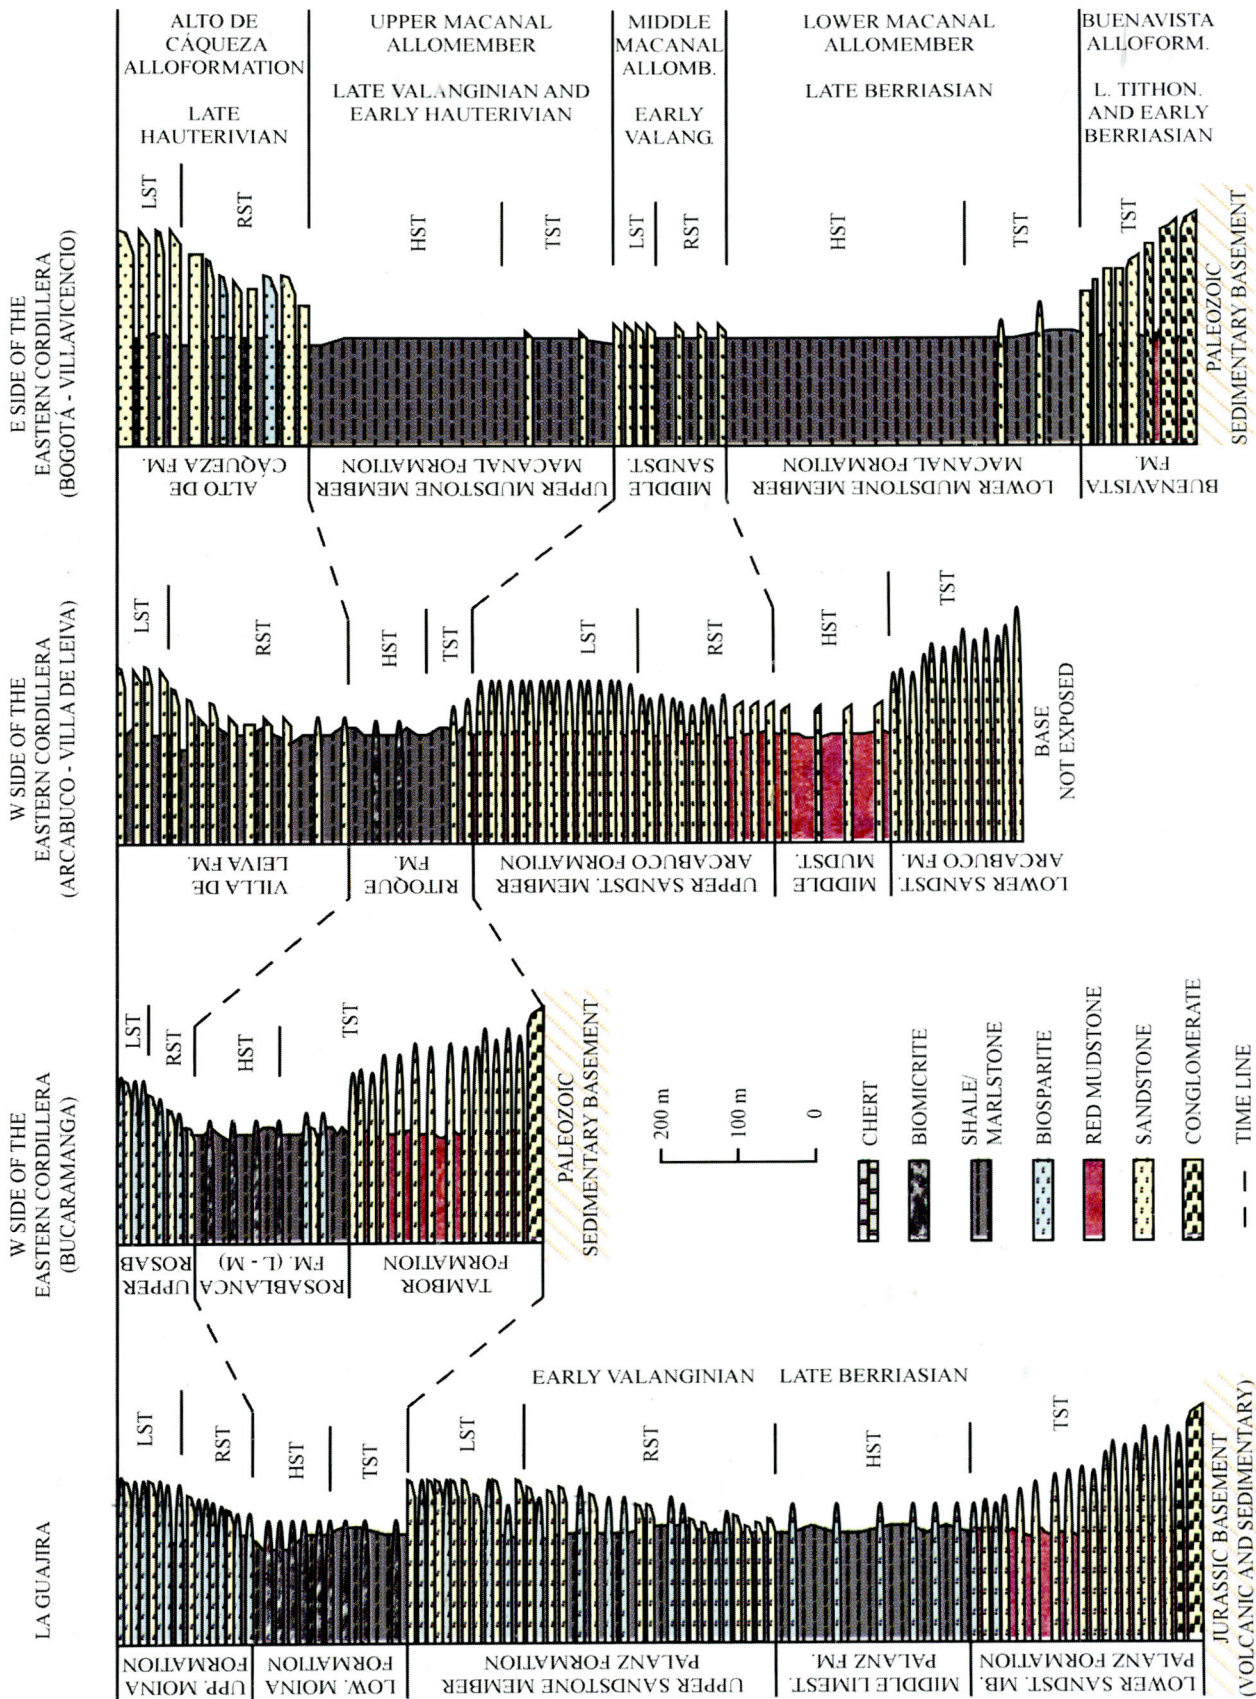 ALTO DE
CÁQUEZA
ALLOFORMATION
LATE
HAUTERIVIAN
UPPER MACANAL
ALLOMEMBER
LATE VALANGINIAN AND
EARLY HAUTERIVIAN
MIDDLE
MACANAL
ALLOMB.
EARLY
VALANG.
LOWER MACANAL
ALLOMEMBER
LATE BERRIASIAN
BUENAVISTA
ALLOFORM.
L. TITHON.
AND EARLY
BERRIASIAN
E SIDE OF THE
EASTERN CORDILLERA
(BOGOTÁ - VILLAVICENCIO)
LST
RST
HST
TST
LST
RST
HST
TST
TST
PALEOZOIC
SEDIMENTARY BASEMENT
ALTO DE
CÁQUEZA FM.
UPPER MUDSTONE MEMBER
MACANAL FORMATION
MIDDLE
SANDST.
LOWER MUDSTONE MEMBER
MACANAL FORMATION
BUENAVISTA
FM.
W SIDE OF THE
EASTERN CORDILLERA
(ARCABUCO - VILLA DE LEIVA)
LST
RST
HST
TST
LST
RST
HST
TST
BASE
NOT EXPOSED
VILLA DE
LEIVA FM.
RITOQUE
FM.
UPPER SANDST. MEMBER
ARCABUCO FORMATION
MIDDLE
MUDST.
LOWER SANDST.
ARCABUCO FM.
W SIDE OF THE
EASTERN CORDILLERA
(BUCARAMANGA)
LST
RST
HST
TST
PALEOZOIC
SEDIMENTARY BASEMENT
UPPER
ROSAB
ROSABLANCA
FM. (L - M)
TAMBOR
FORMATION
200 m
100 m
0
CHERT
BIOMICRITE
SHALE/
MARLSTONE
BIOSPARITE
RED MUDSTONE
SANDSTONE
CONGLOMERATE
TIME LINE
LA GUAJIRA
EARLY VALANGINIAN
LATE BERRIASIAN
LST
RST
HST
TST
LST
RST
HST
TST
JURASSIC BASEMENT
(VOLCANIC AND SEDIMENTARY)
UPP. MOINA
FORMATION
LOW. MOINA
FORMATION
UPPER SANDSTONE MEMBER
PALANZ FORMATION
MIDDLE LIMEST.
PALANZ FM.
LOWER SANDST. MB.
PALANZ FORMATION